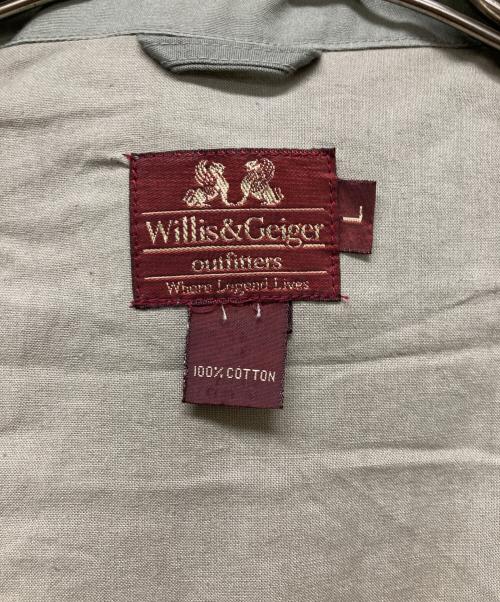 Willis&Geiger
outfitters
Where Legend Lives
L
100% COTTON